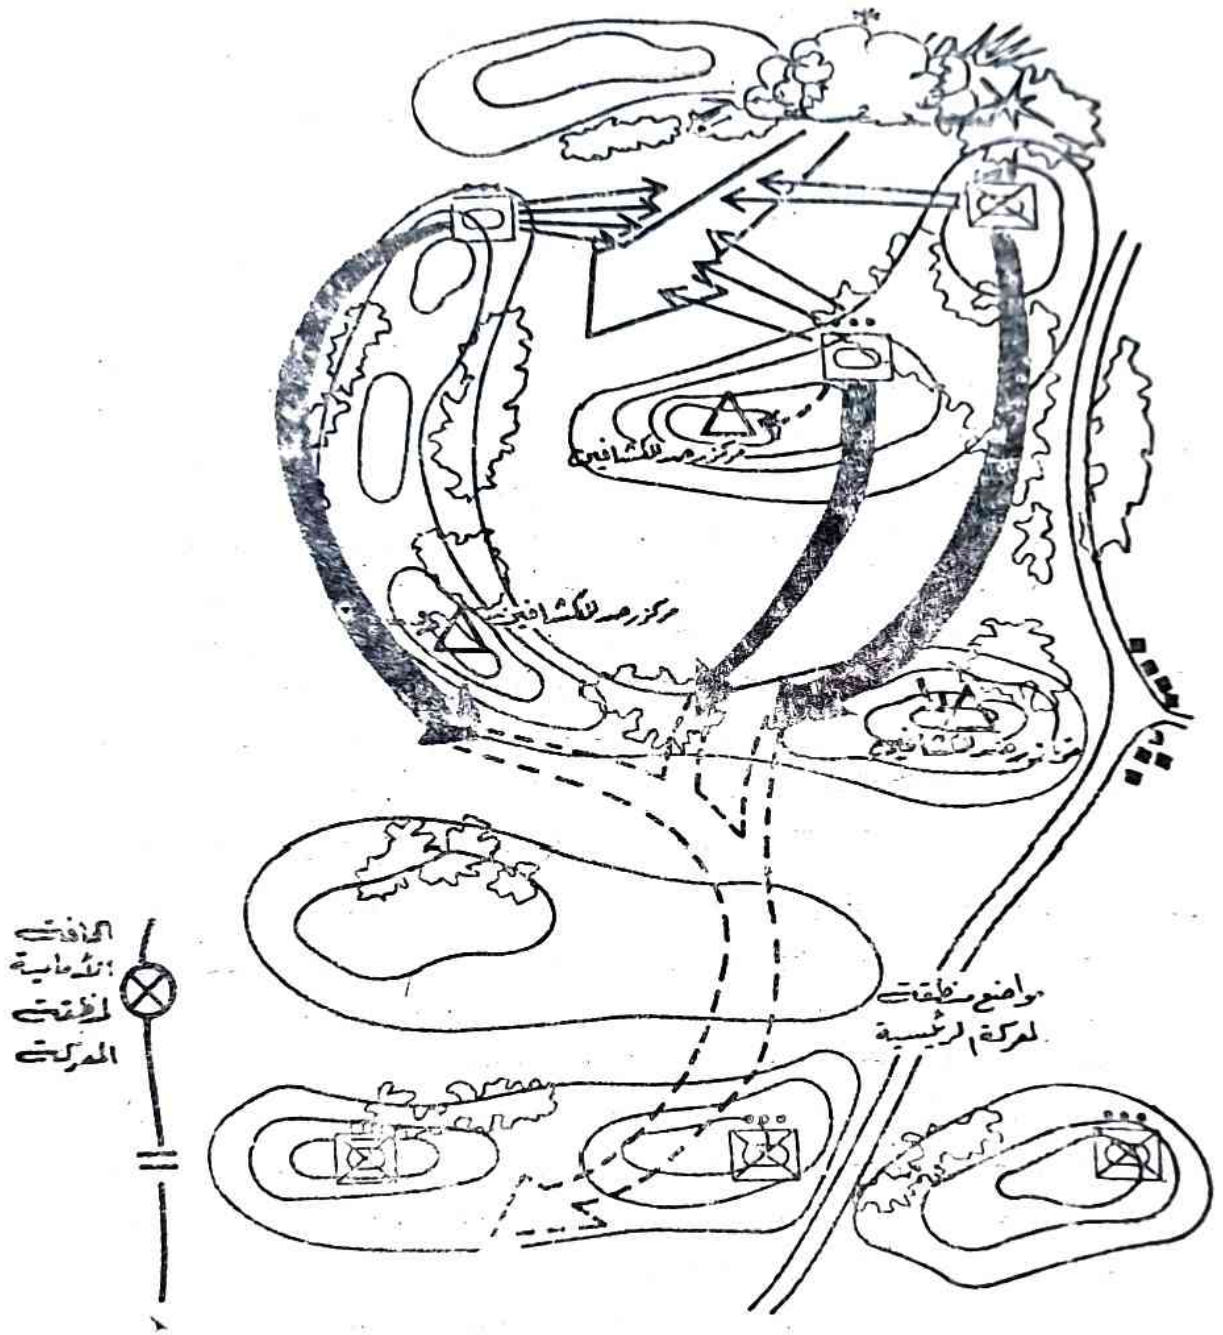 مركز رصد للكشافين
مركز رصد للكشافين
مركز رصد للكشافين
الحافة
الأمامية
لمنطقة
المعركة
مواضع منطقة
المعركة الرئيسية